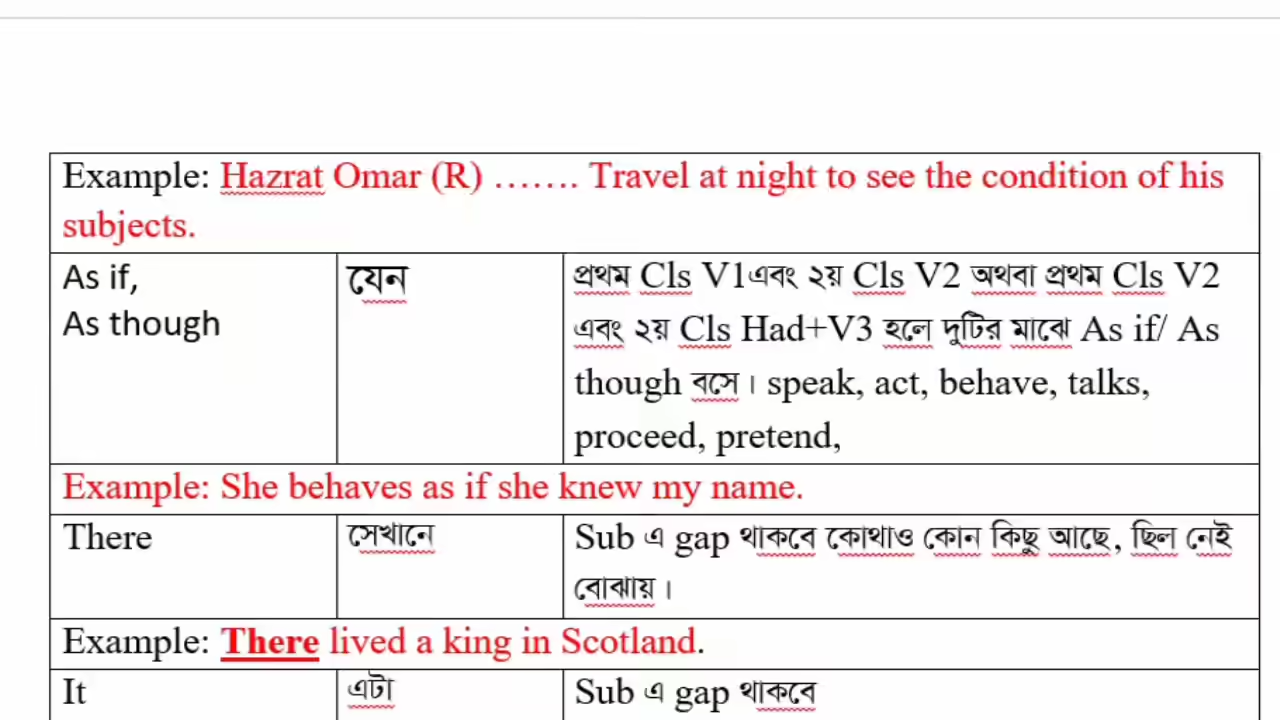 Example: Hazrat Omar (R) ……. Travel at night to see the condition of his
subjects.
As if,
As though
যেন
প্রথম Cls V1এবং ২য় Cls V2 অথবা প্রথম Cls V2
এবং ২য় Cls Had+V3 হলে দুটির মাঝে As if/ As
though বসে। speak, act, behave, talks,
proceed, pretend,
Example: She behaves as if she knew my name.
There
সেখানে
Sub এ gap থাকবে কোথাও কোন কিছু আছে, ছিল নেই
বোঝায়।
Example: There lived a king in Scotland.
It
এটা
Sub এ gap থাকবে